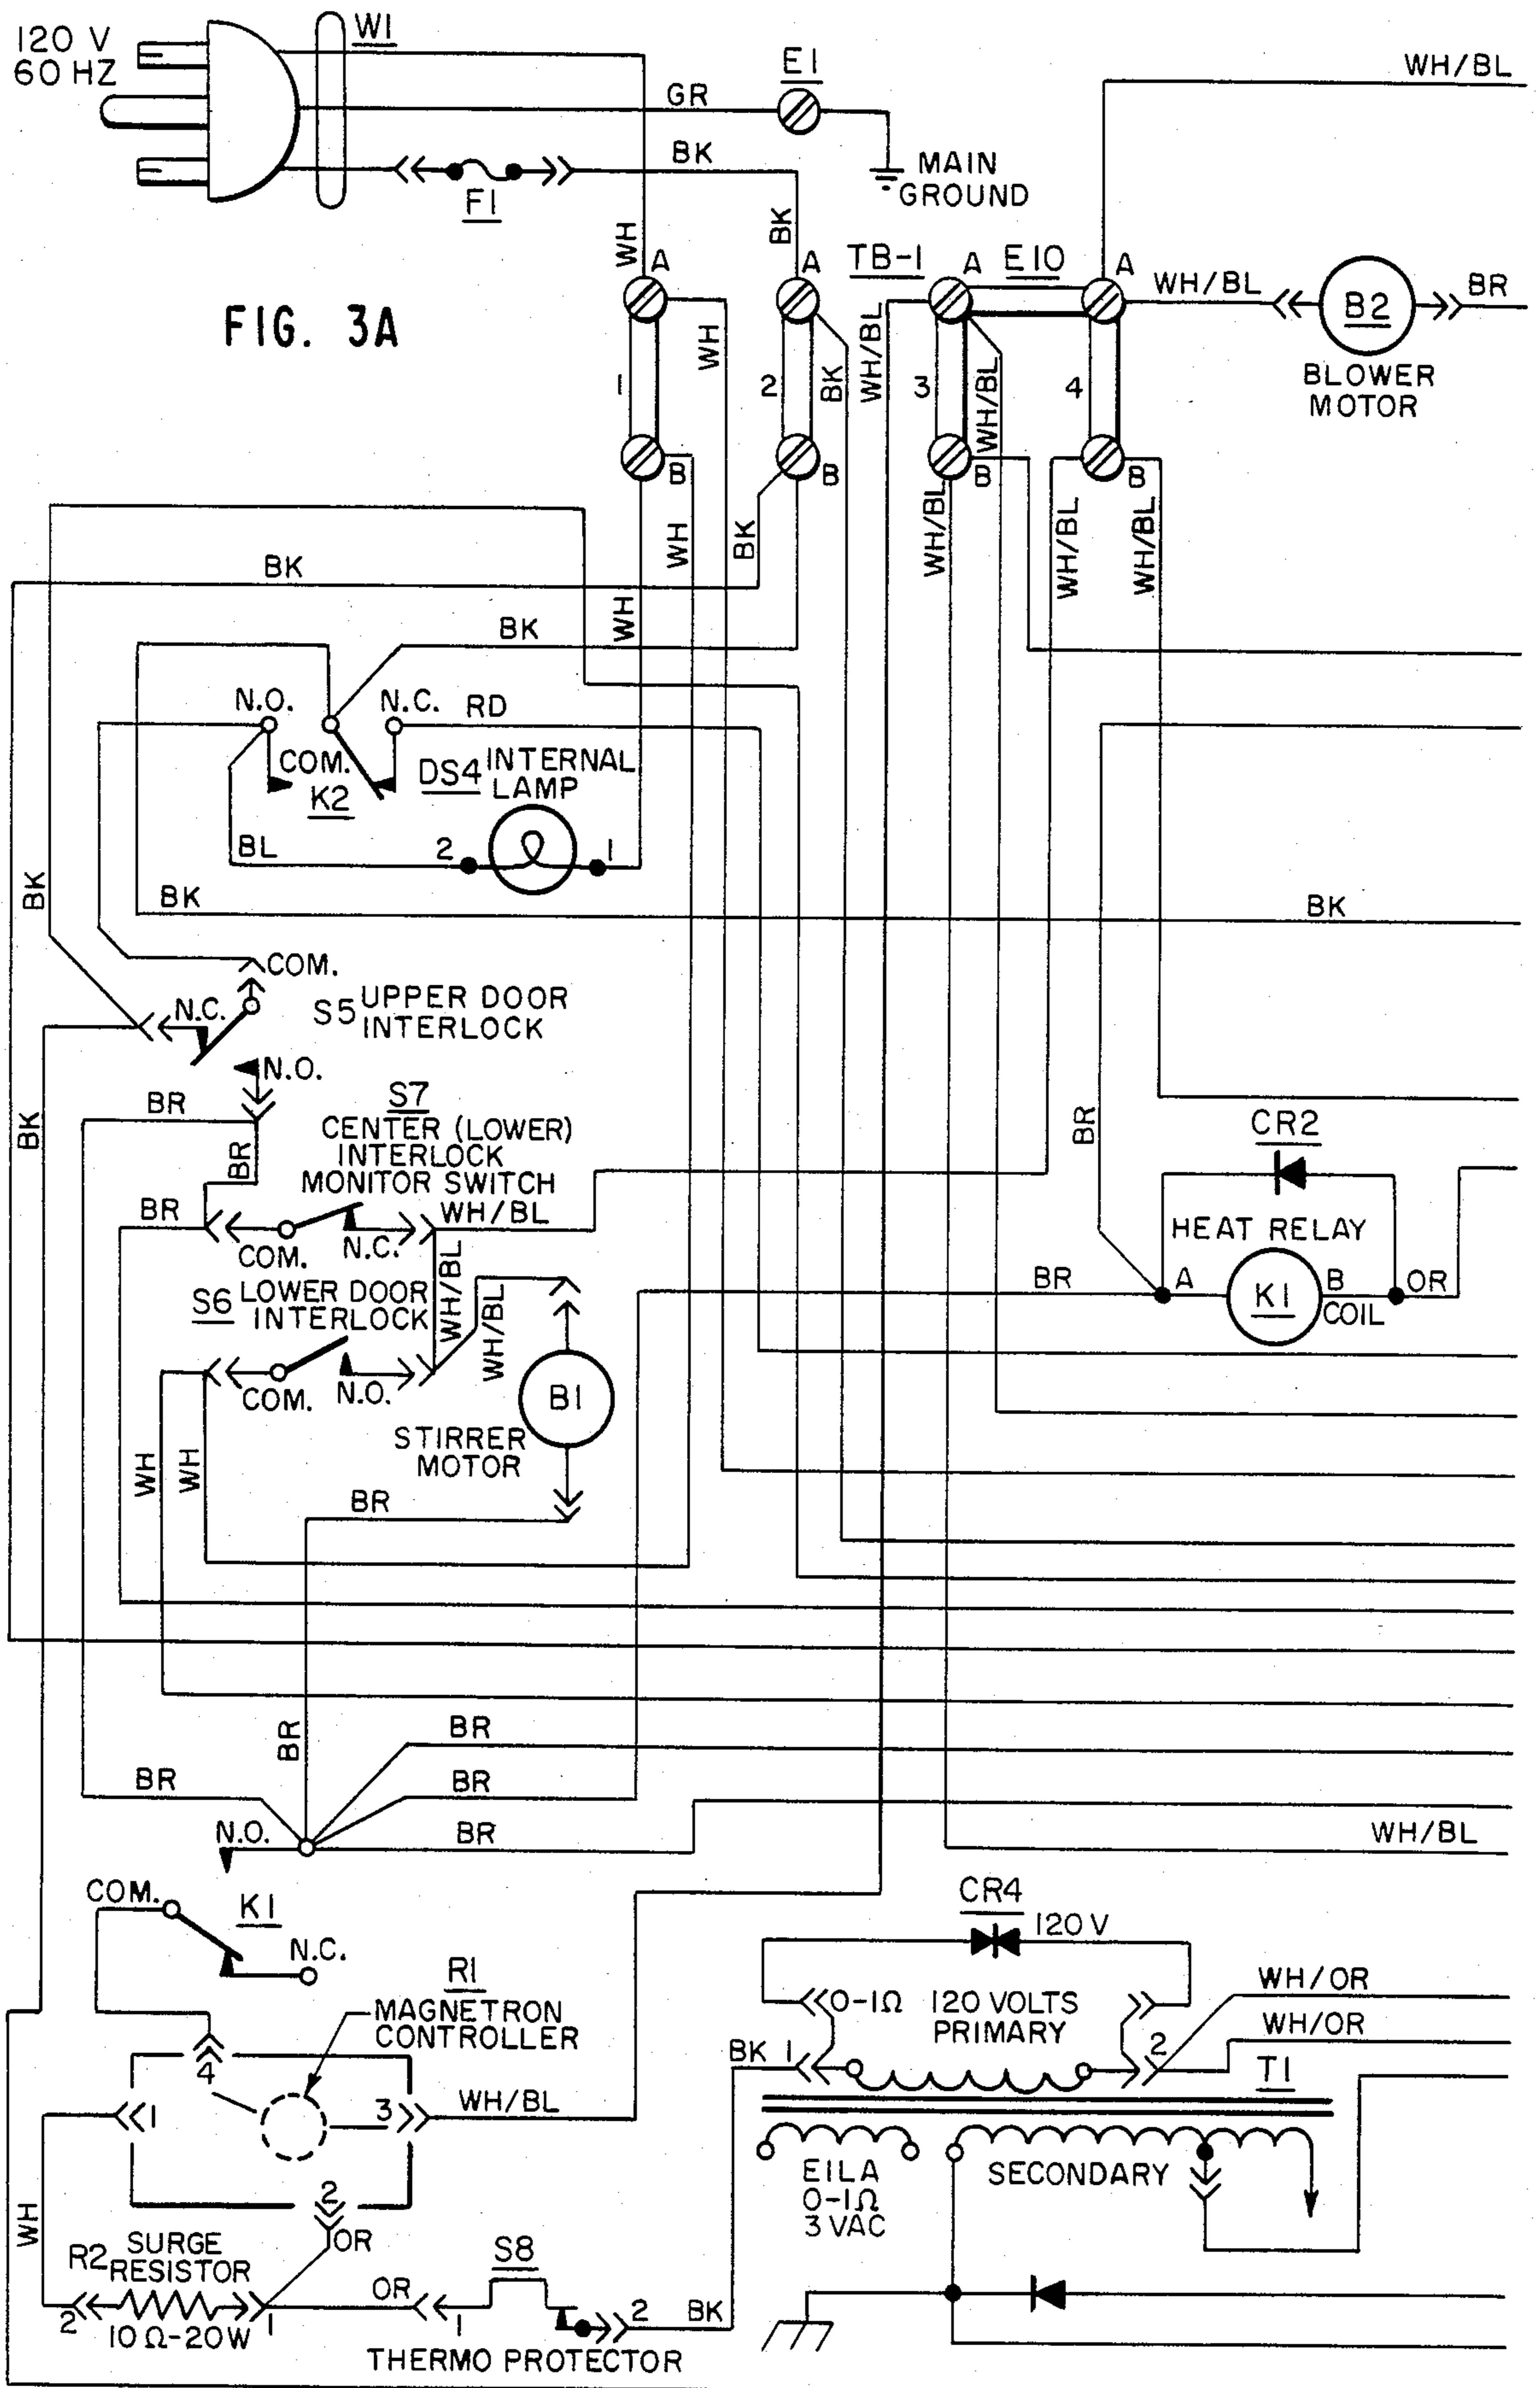 120 V
60 HZ
W1
E1
WH/BL
GR
BK
MAIN
GROUND
F1
WH
BK
A
A
TB-1
A
E10
A
WH/BL
B2
BR
FIG. 3A
WH
BK
WH/BL
WH/BL
1
2
3
4
BLOWER
MOTOR
B
B
B
B
WH
BK
WH/BL
WH/BL
WH/BL
BK
WH
BK
N.O.
N.C.
RD
COM.
K2
DS4
INTERNAL
LAMP
BL
2
1
BK
BK
BK
COM.
N.C.
S5
UPPER DOOR
INTERLOCK
N.O.
BR
S7
CENTER (LOWER)
INTERLOCK
MONITOR SWITCH
BK
BR
BR
CR2
BR
WH/BL
COM.
N.C.
HEAT RELAY
S6
LOWER DOOR
INTERLOCK
WH/BL
WH/BL
BR
A
K1
B
COIL
OR
COM.
N.O.
B1
STIRRER
MOTOR
WH
WH
BR
BR
BR
BR
BR
N.O.
BR
WH/BL
COM.
K1
N.C.
CR4
120 V
R1
MAGNETRON
CONTROLLER
0-1Ω
120 VOLTS
PRIMARY
WH/OR
WH/OR
BK
1
2
T1
4
1
3
WH/BL
2
FILA
0-1Ω
3 VAC
SECONDARY
WH
OR
R2
SURGE
RESISTOR
S8
OR
2
10Ω-20W
1
1
2
BK
THERMO PROTECTOR